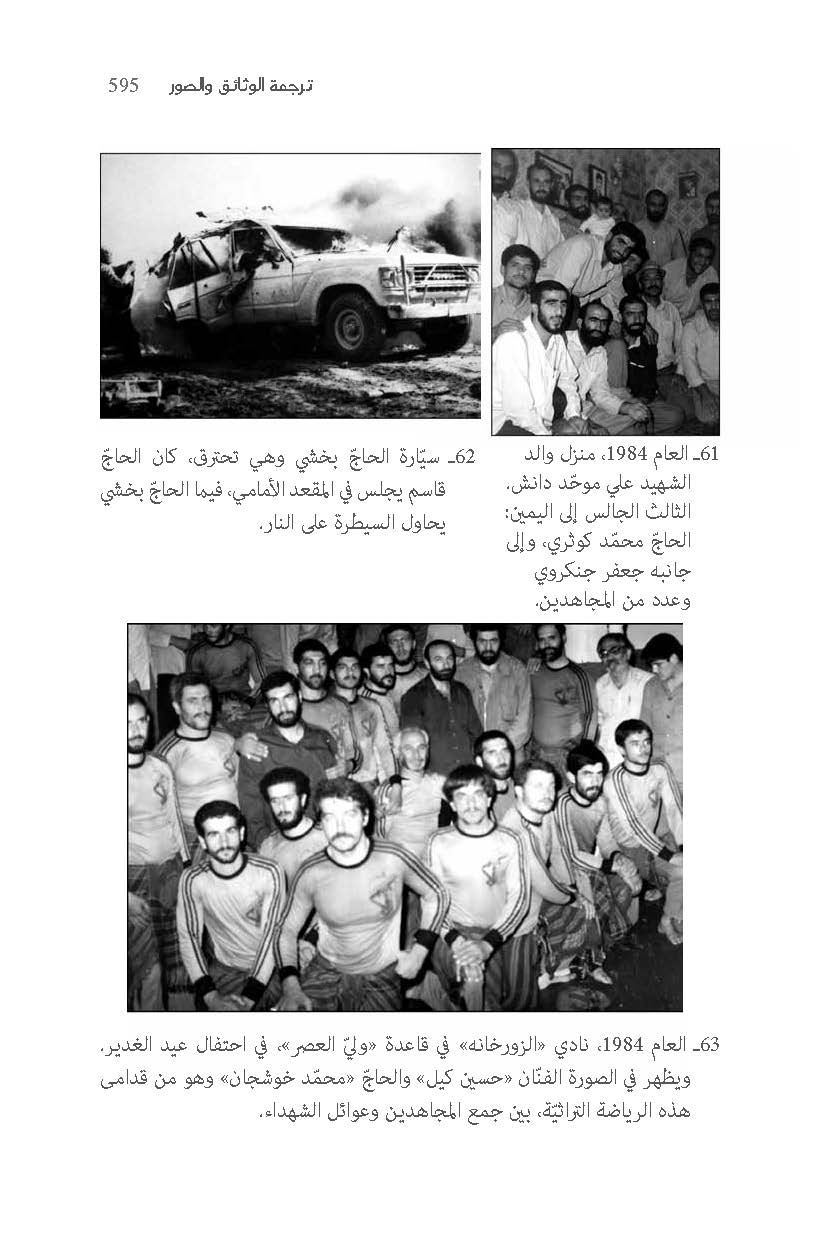 ترجمة الوثائق والصور 595
61ـ العام 1984، منزل والد
الشهيد علي موحّد دانش.
الثالث الجالس إلى اليمين:
الحاجّ محمّد كوثري، وإلى
جانبه جعفر جنكروي
وعدد من المجاهدين.
62ـ سيّارة الحاجّ بخشي وهي تحترق، كان الحاجّ
قاسم يجلس في المقعد الأمامي، فيما الحاجّ بخشي
يحاول السيطرة على النار.
63ـ العام 1984، نادي «الزورخانه» في قاعدة «وليّ العصر»، في احتفال عيد الغدير.
ويظهر في الصورة الفنّان «حسين كيل» والحاجّ «محمّد خوشجان» وهو من قدامى
هذه الرياضة التراثيّة، بين جمع المجاهدين وعوائل الشهداء.